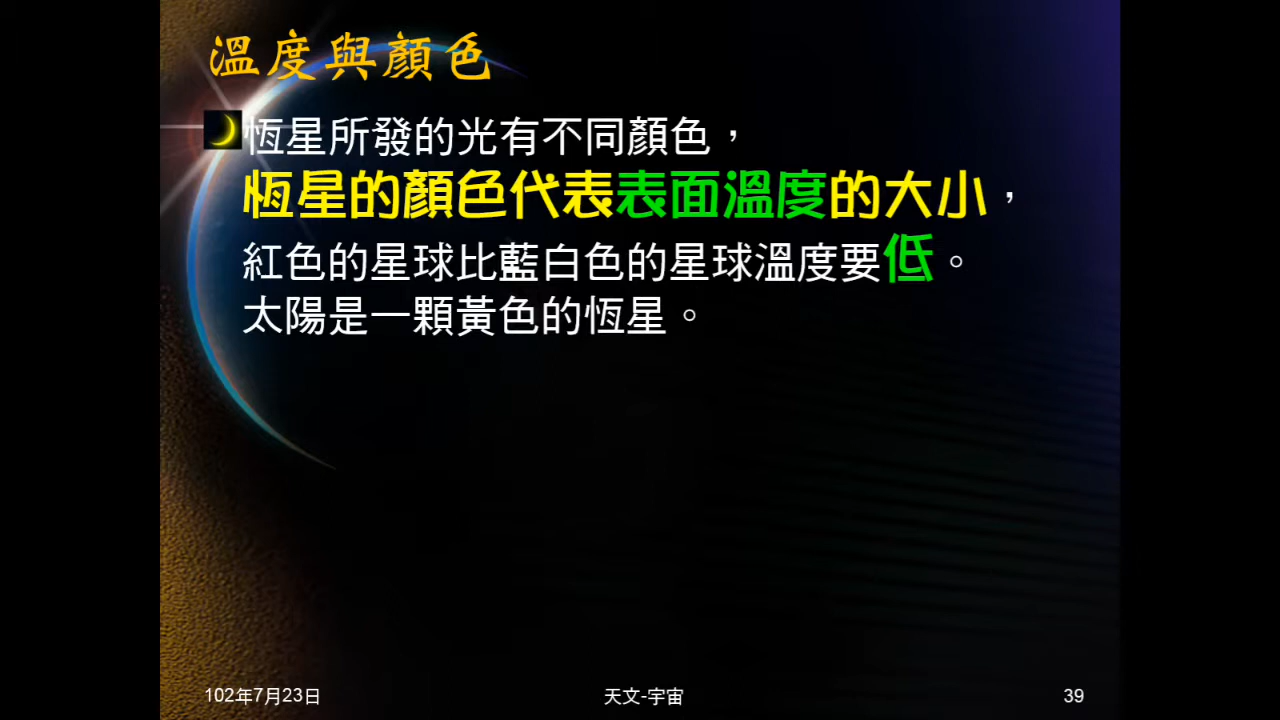 溫度與顏色
恆星所發的光有不同顏色，
恆星的顏色代表表面溫度的大小，
紅色的星球比藍白色的星球溫度要低。
太陽是一顆黃色的恆星。
102年7月23日
天文-宇宙
39